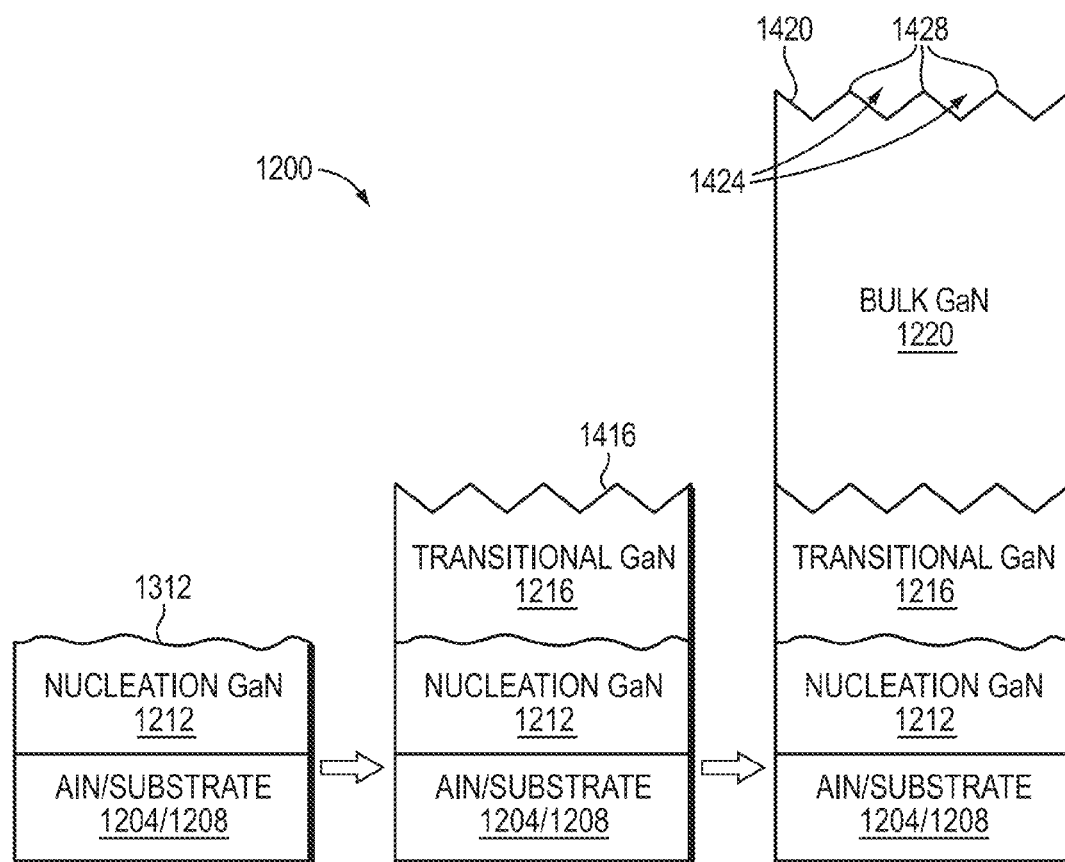 1420
1428
1200
1424
BULK GaN
1220
1416
TRANSITIONAL GaN
1216
TRANSITIONAL GaN
1216
1312
NUCLEATION GaN
1212
NUCLEATION GaN
1212
NUCLEATION GaN
1212
AlN/SUBSTRATE
1204/1208
AlN/SUBSTRATE
1204/1208
AlN/SUBSTRATE
1204/1208